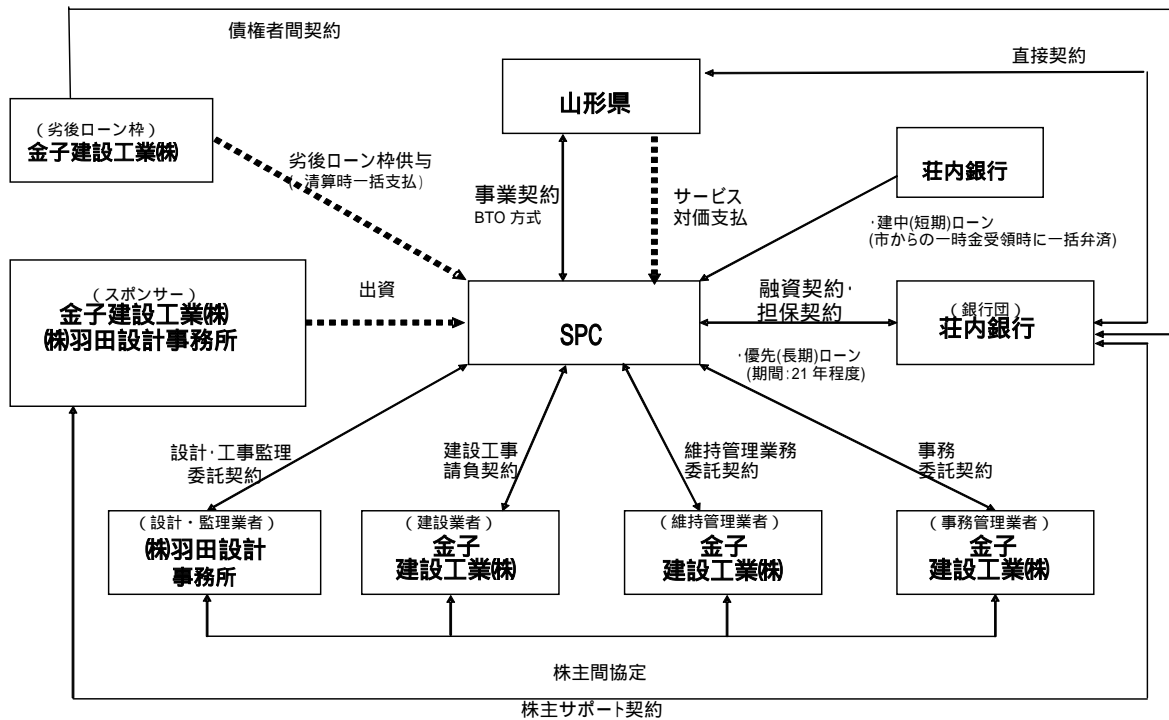 債権者間契約
直接契約
山形県
(劣後ローン枠)
金子建設工業㈱
劣後ローン枠供与
(清算時一括支払)
事業契約
BTO 方式
サービス
対価支払
荘内銀行
・建中(短期)ローン
(市からの一時金受領時に一括弁済)
(スポンサー)
金子建設工業㈱
㈱羽田設計事務所
出資
SPC
融資契約・
担保契約
(銀行団)
荘内銀行
・優先(長期)ローン
(期間:21 年程度)
設計・工事監理
委託契約
建設工事
請負契約
維持管理業務
委託契約
事務
委託契約
(設計・監理業者)
㈱羽田設計
事務所
(建設業者)
金子
建設工業㈱
(維持管理業者)
金子
建設工業㈱
(事務管理業者)
金子
建設工業㈱
株主間協定
株主サポート契約